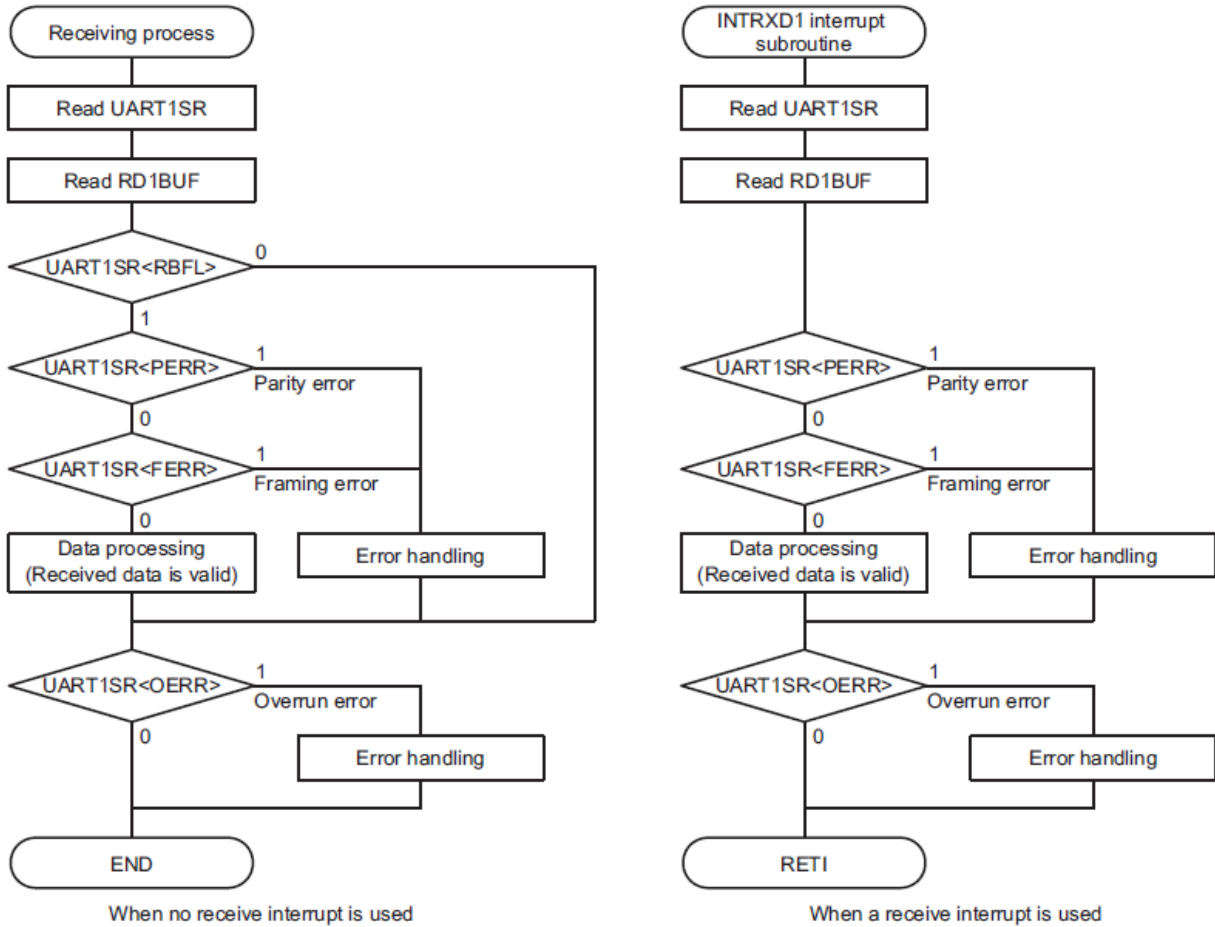 Receiving process
Read UART1SR
Read RD1BUF
UART1SR<RBFL>
0
1
UART1SR<PERR>
1
Parity error
0
UART1SR<FERR>
1
Framing error
0
Data processing
(Received data is valid)
Error handling
UART1SR<OERR>
1
Overrun error
0
Error handling
END
When no receive interrupt is used
INTRXD1 interrupt
subroutine
Read UART1SR
Read RD1BUF
UART1SR<PERR>
1
Parity error
0
UART1SR<FERR>
1
Framing error
0
Data processing
(Received data is valid)
Error handling
UART1SR<OERR>
1
Overrun error
0
Error handling
RETI
When a receive interrupt is used